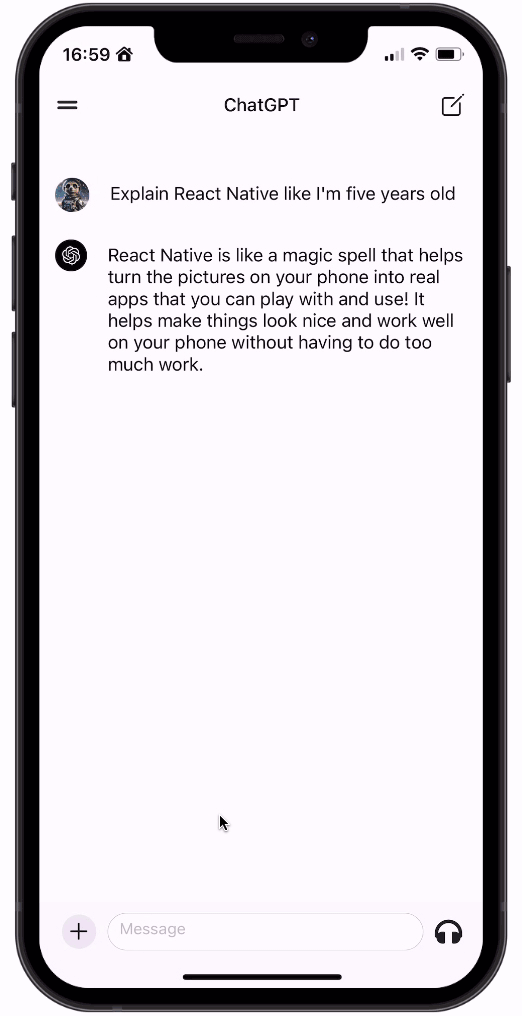 16:59
ChatGPT
Explain React Native like I'm five years old
React Native is like a magic spell that helps
turn the pictures on your phone into real
apps that you can play with and use! It
helps make things look nice and work well
on your phone without having to do too
much work.
Message